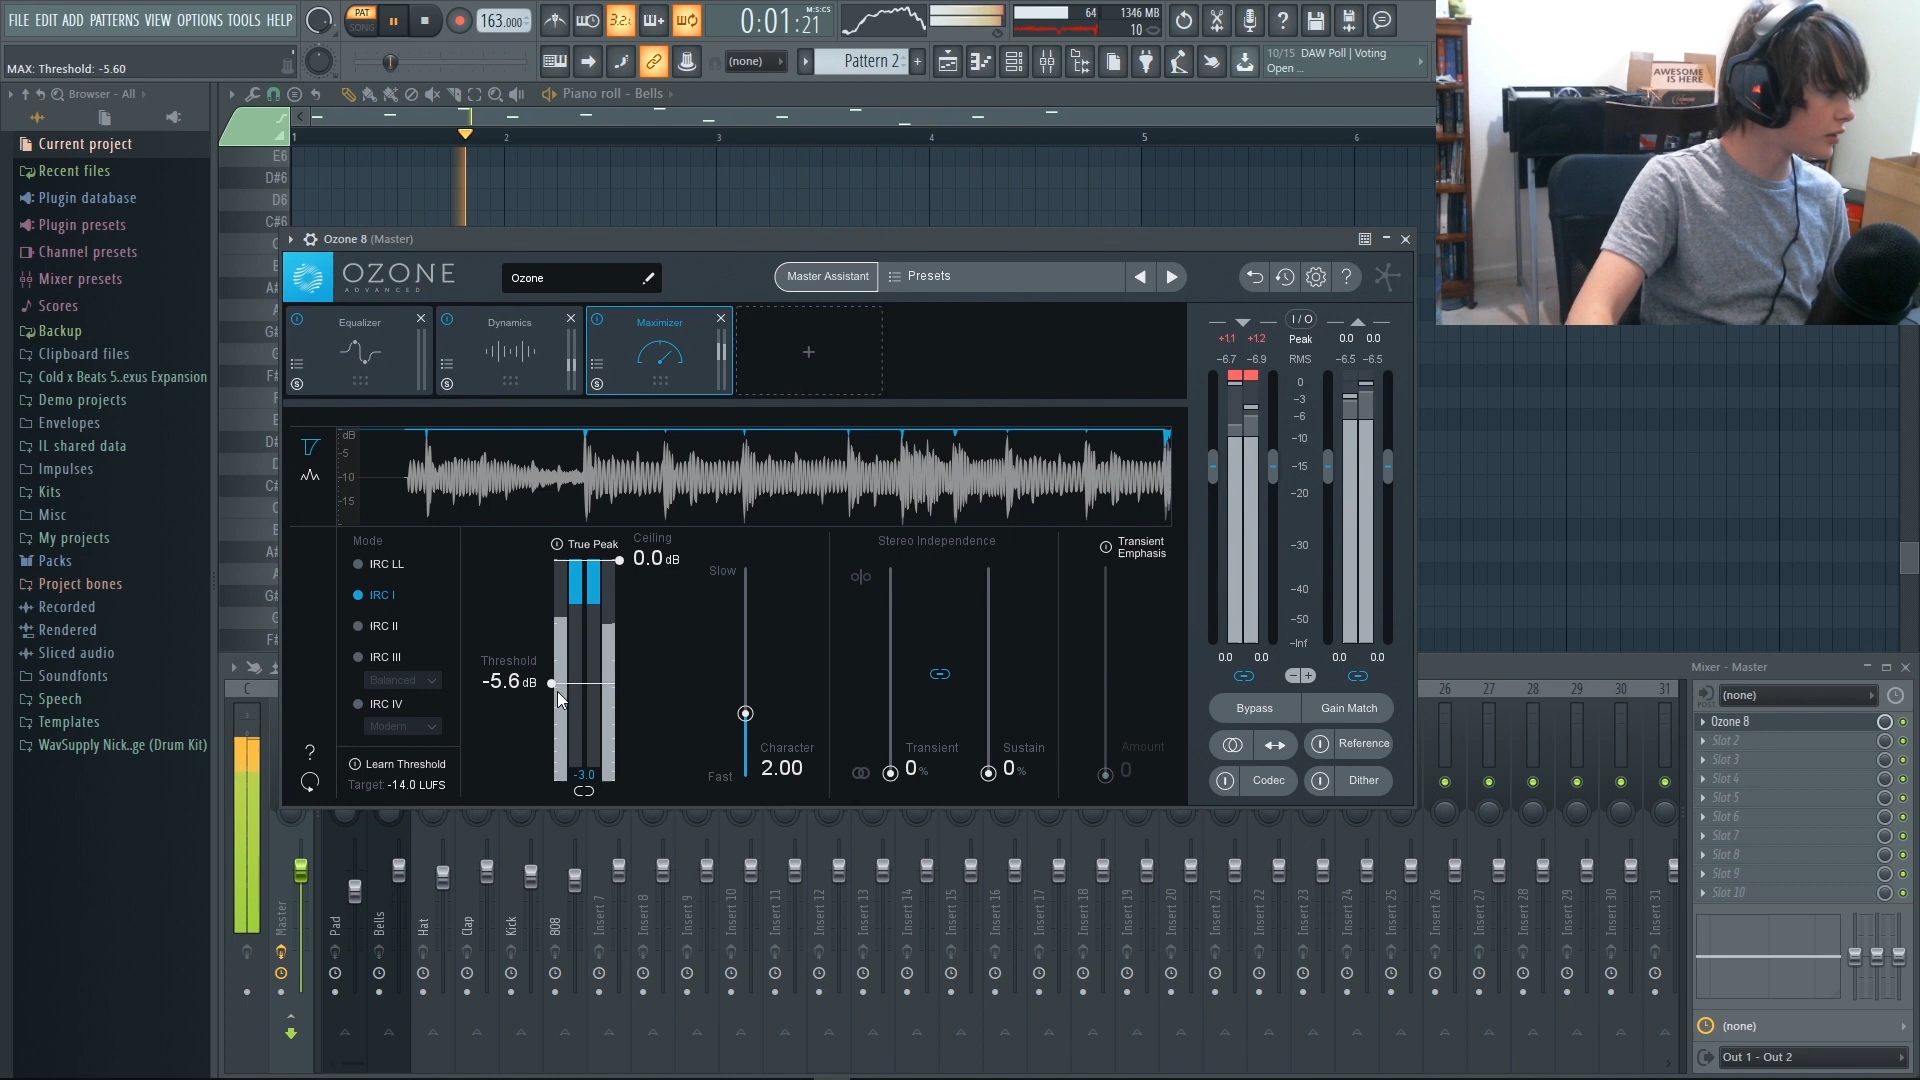 FILE EDIT ADD PATTERNS VIEW OPTIONS TOOLS HELP
PAT
SONG
163.000
3.2.
0:01:21
M:S:CS
64
1346 MB
10
MAX: Threshold: -5.60
(none)
Pattern 2
10/15 DAW Poll | Voting
Open ...
Browser - All
Piano roll - Bells
Current project
Recent files
Plugin database
Plugin presets
Channel presets
Mixer presets
Scores
Backup
Clipboard files
Cold x Beats 5..exus Expansion
Demo projects
Envelopes
IL shared data
Impulses
Kits
Misc
My projects
Packs
Project bones
Recorded
Rendered
Sliced audio
Soundfonts
Speech
Templates
WavSupply Nick..ge (Drum Kit)
1 2 3 4 5 6
E6
D#6
D6
C#6
AWESOME
IS HERE
Ozone 8 (Master)
OZONE
ADVANCED
Ozone
Master Assistant
Presets
?
Equalizer
Dynamics
Maximizer
+
I / O
+1.1 +1.2 Peak 0.0 0.0
-6.7 -6.9 RMS -6.5 -6.5
0
-3
-6
-10
-15
-20
-30
-40
-50
-Inf
0.0 0.0 0.0 0.0
dB
-5
-10
-15
Mode
IRC LL
IRC I
IRC II
IRC III
Balanced
IRC IV
Modern
Learn Threshold
Target: -14.0 LUFS
True Peak
Ceiling
0.0 dB
Threshold
-5.6 dB
-3.0
Slow
Fast
Character
2.00
Stereo Independence
Transient
0 %
Sustain
0 %
Transient
Emphasis
Amount
0
Bypass
Gain Match
Reference
Codec
Dither
C
26 27 28 29 30 31
Mixer - Master
(none)
POST
Ozone 8
Slot 2
Slot 3
Slot 4
Slot 5
Slot 6
Slot 7
Slot 8
Slot 9
Slot 10
Master
Pad
Bells
Hat
Clap
Kick
808
Insert 7
Insert 8
Insert 9
Insert 10
Insert 11
Insert 12
Insert 13
Insert 14
Insert 15
Insert 16
Insert 17
Insert 18
Insert 19
Insert 20
Insert 21
Insert 22
Insert 23
Insert 24
Insert 25
Insert 26
Insert 27
Insert 28
Insert 29
Insert 30
Insert 31
(none)
Out 1 - Out 2